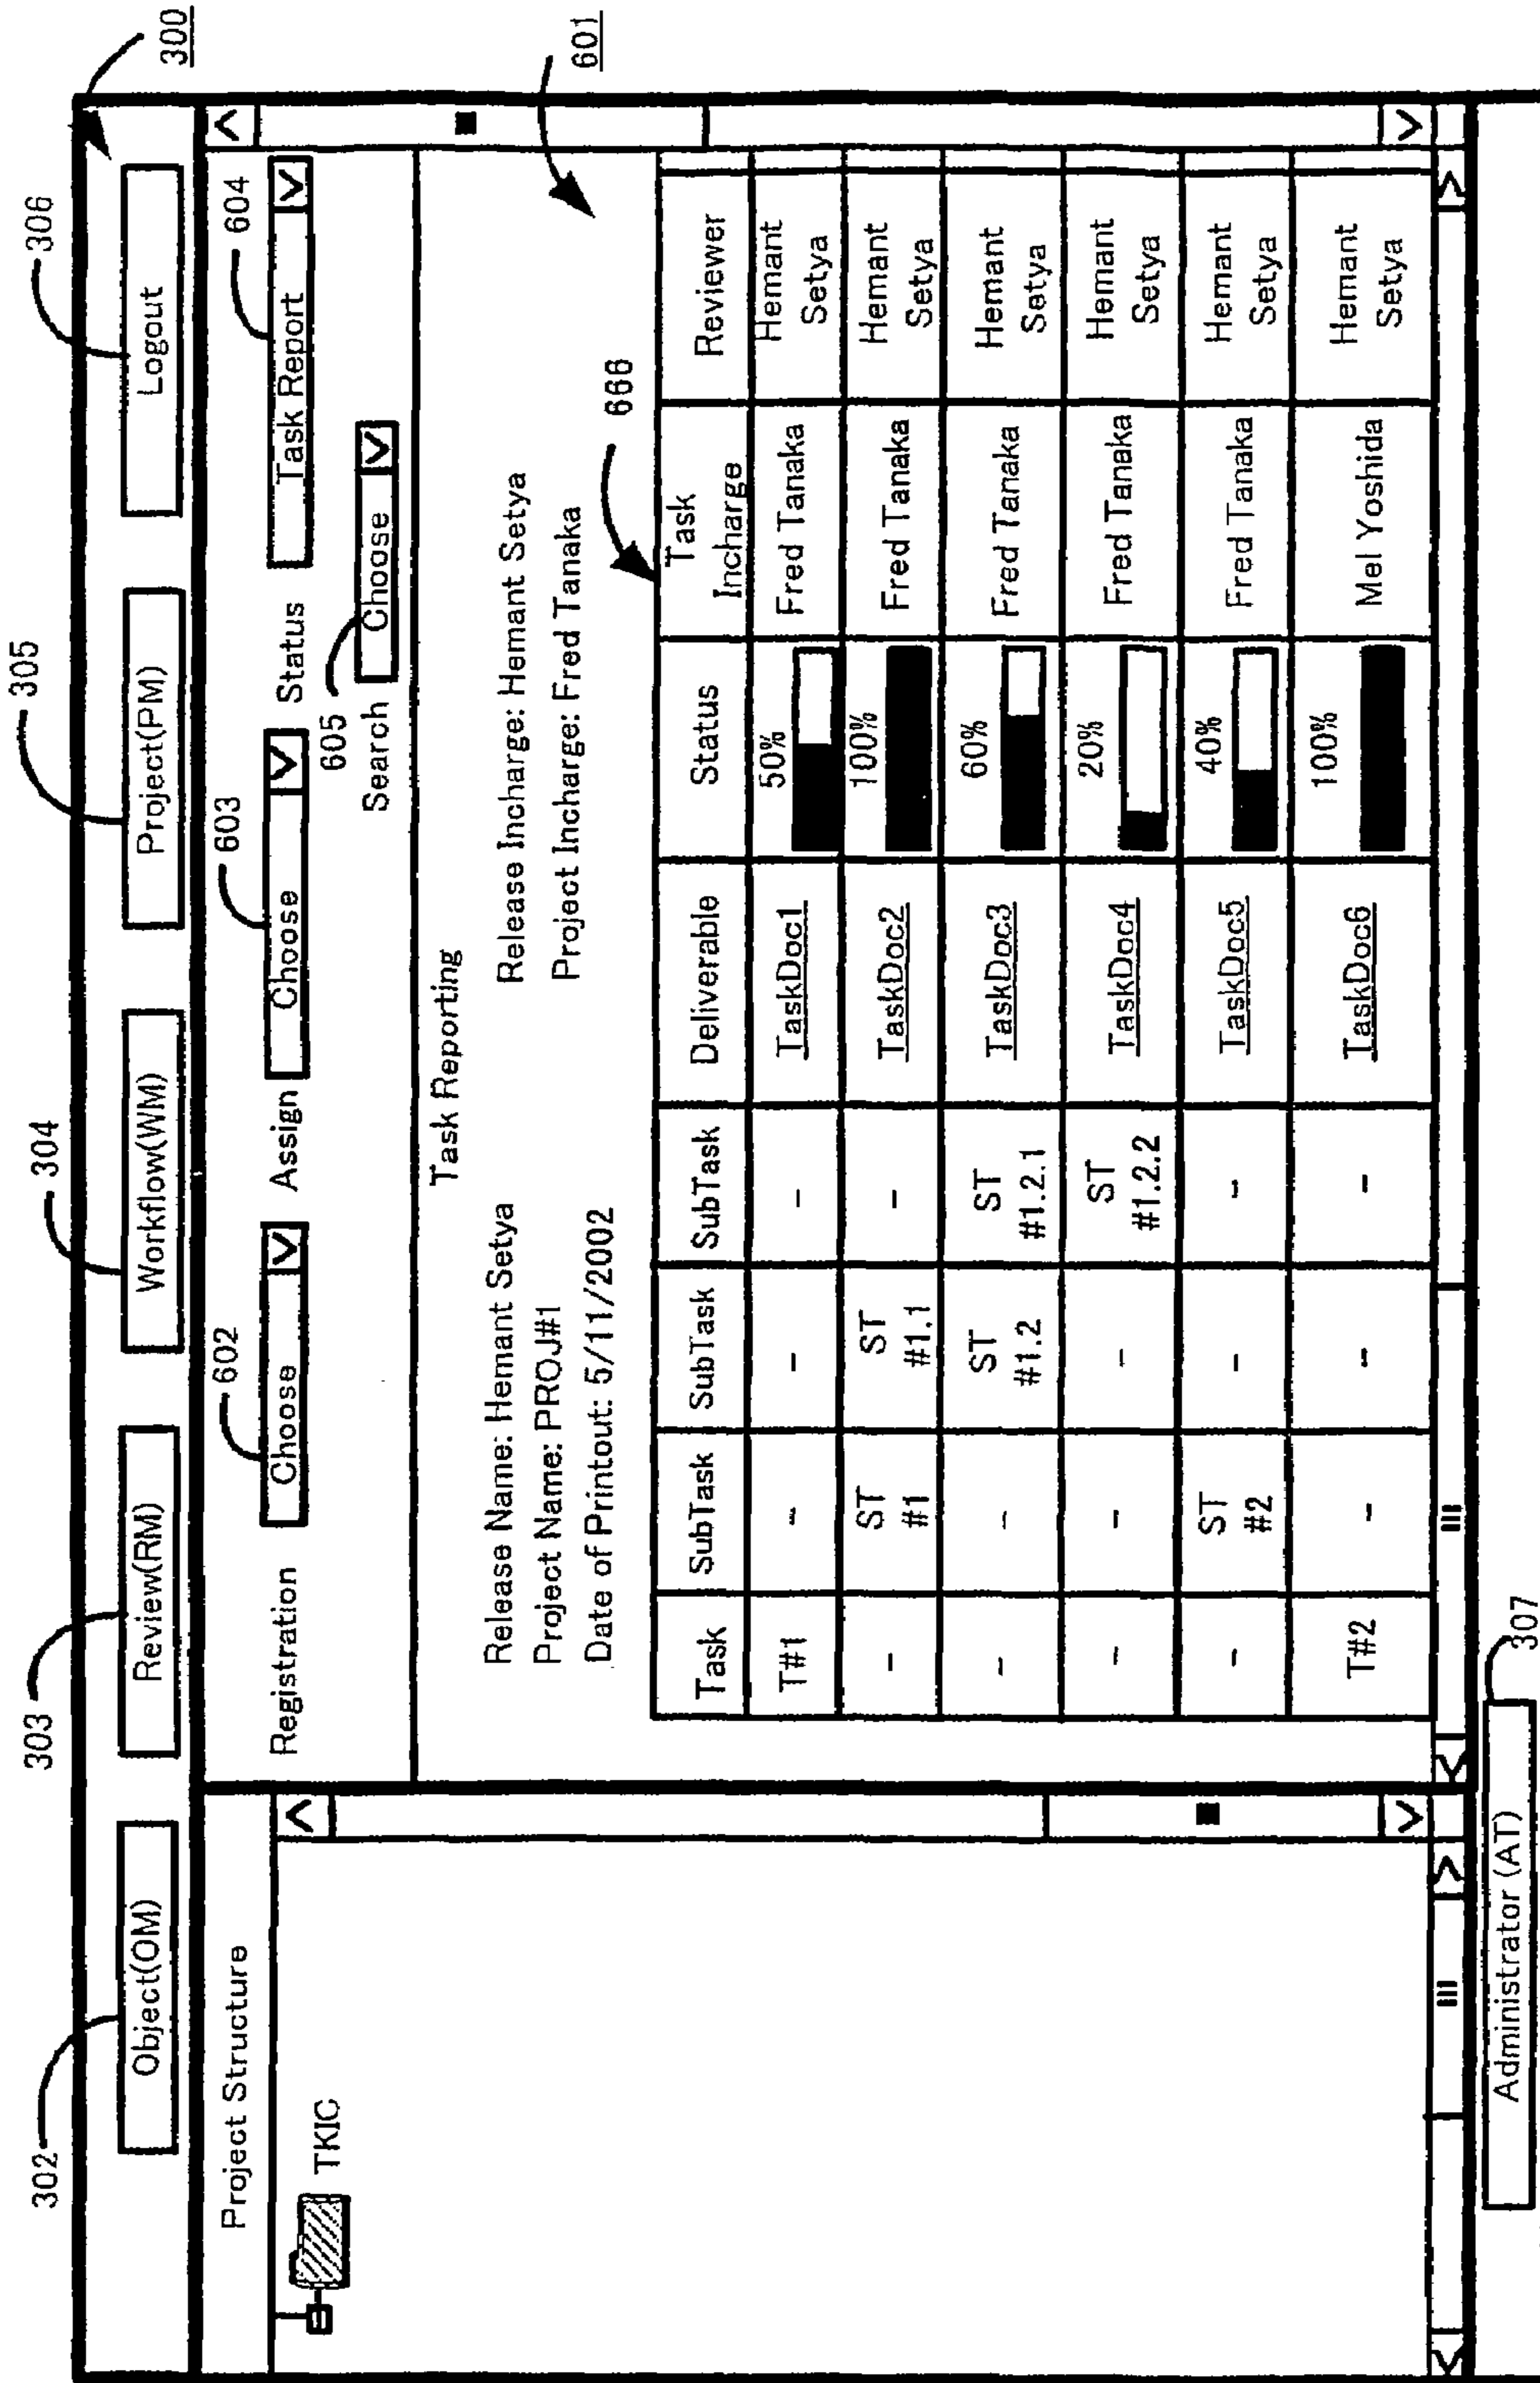 300
302
303
304
305
306
Object(OM)
Review(RM)
Workflow(WM)
Project(PM)
Logout
Project Structure
TKIC
602
603
604
Registration
Choose
Assign
Choose
Status
Task Report
605
Search
Choose
Task Reporting
601
Release Name: Hemant Setya
Release Incharge: Hemant Setya
Project Name: PROJ#1
Project Incharge: Fred Tanaka
Date of Printout: 5/11/2002
666
Task SubTask SubTask SubTask Deliverable Status Task Incharge Reviewer
T#1 - - - TaskDoc1 50% Fred Tanaka Hemant Setya
- ST #1 ST #1.1 - TaskDoc2 100% Fred Tanaka Hemant Setya
- - ST #1.2 ST #1.2.1 TaskDoc3 60% Fred Tanaka Hemant Setya
- - - ST #1.2.2 TaskDoc4 20% Fred Tanaka Hemant Setya
- ST #2 - - TaskDoc5 40% Fred Tanaka Hemant Setya
T#2 - - - TaskDoc6 100% Mel Yoshida Hemant Setya
Administrator (AT)
307